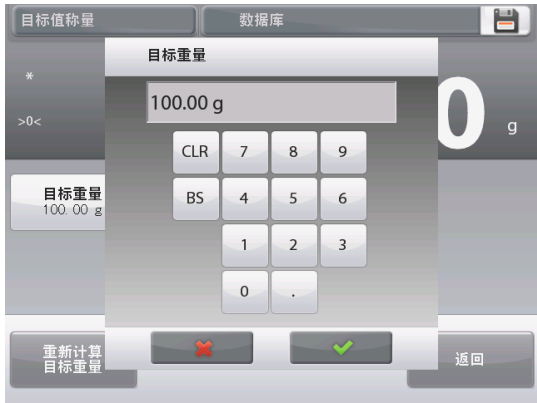 目标值称量
数据库
目标重量
*
>0<
0 g
100.00 g
CLR 7 8 9
BS 4 5 6
1 2 3
0 .
目标重量
100.00 g
重新计算
目标重量
返回